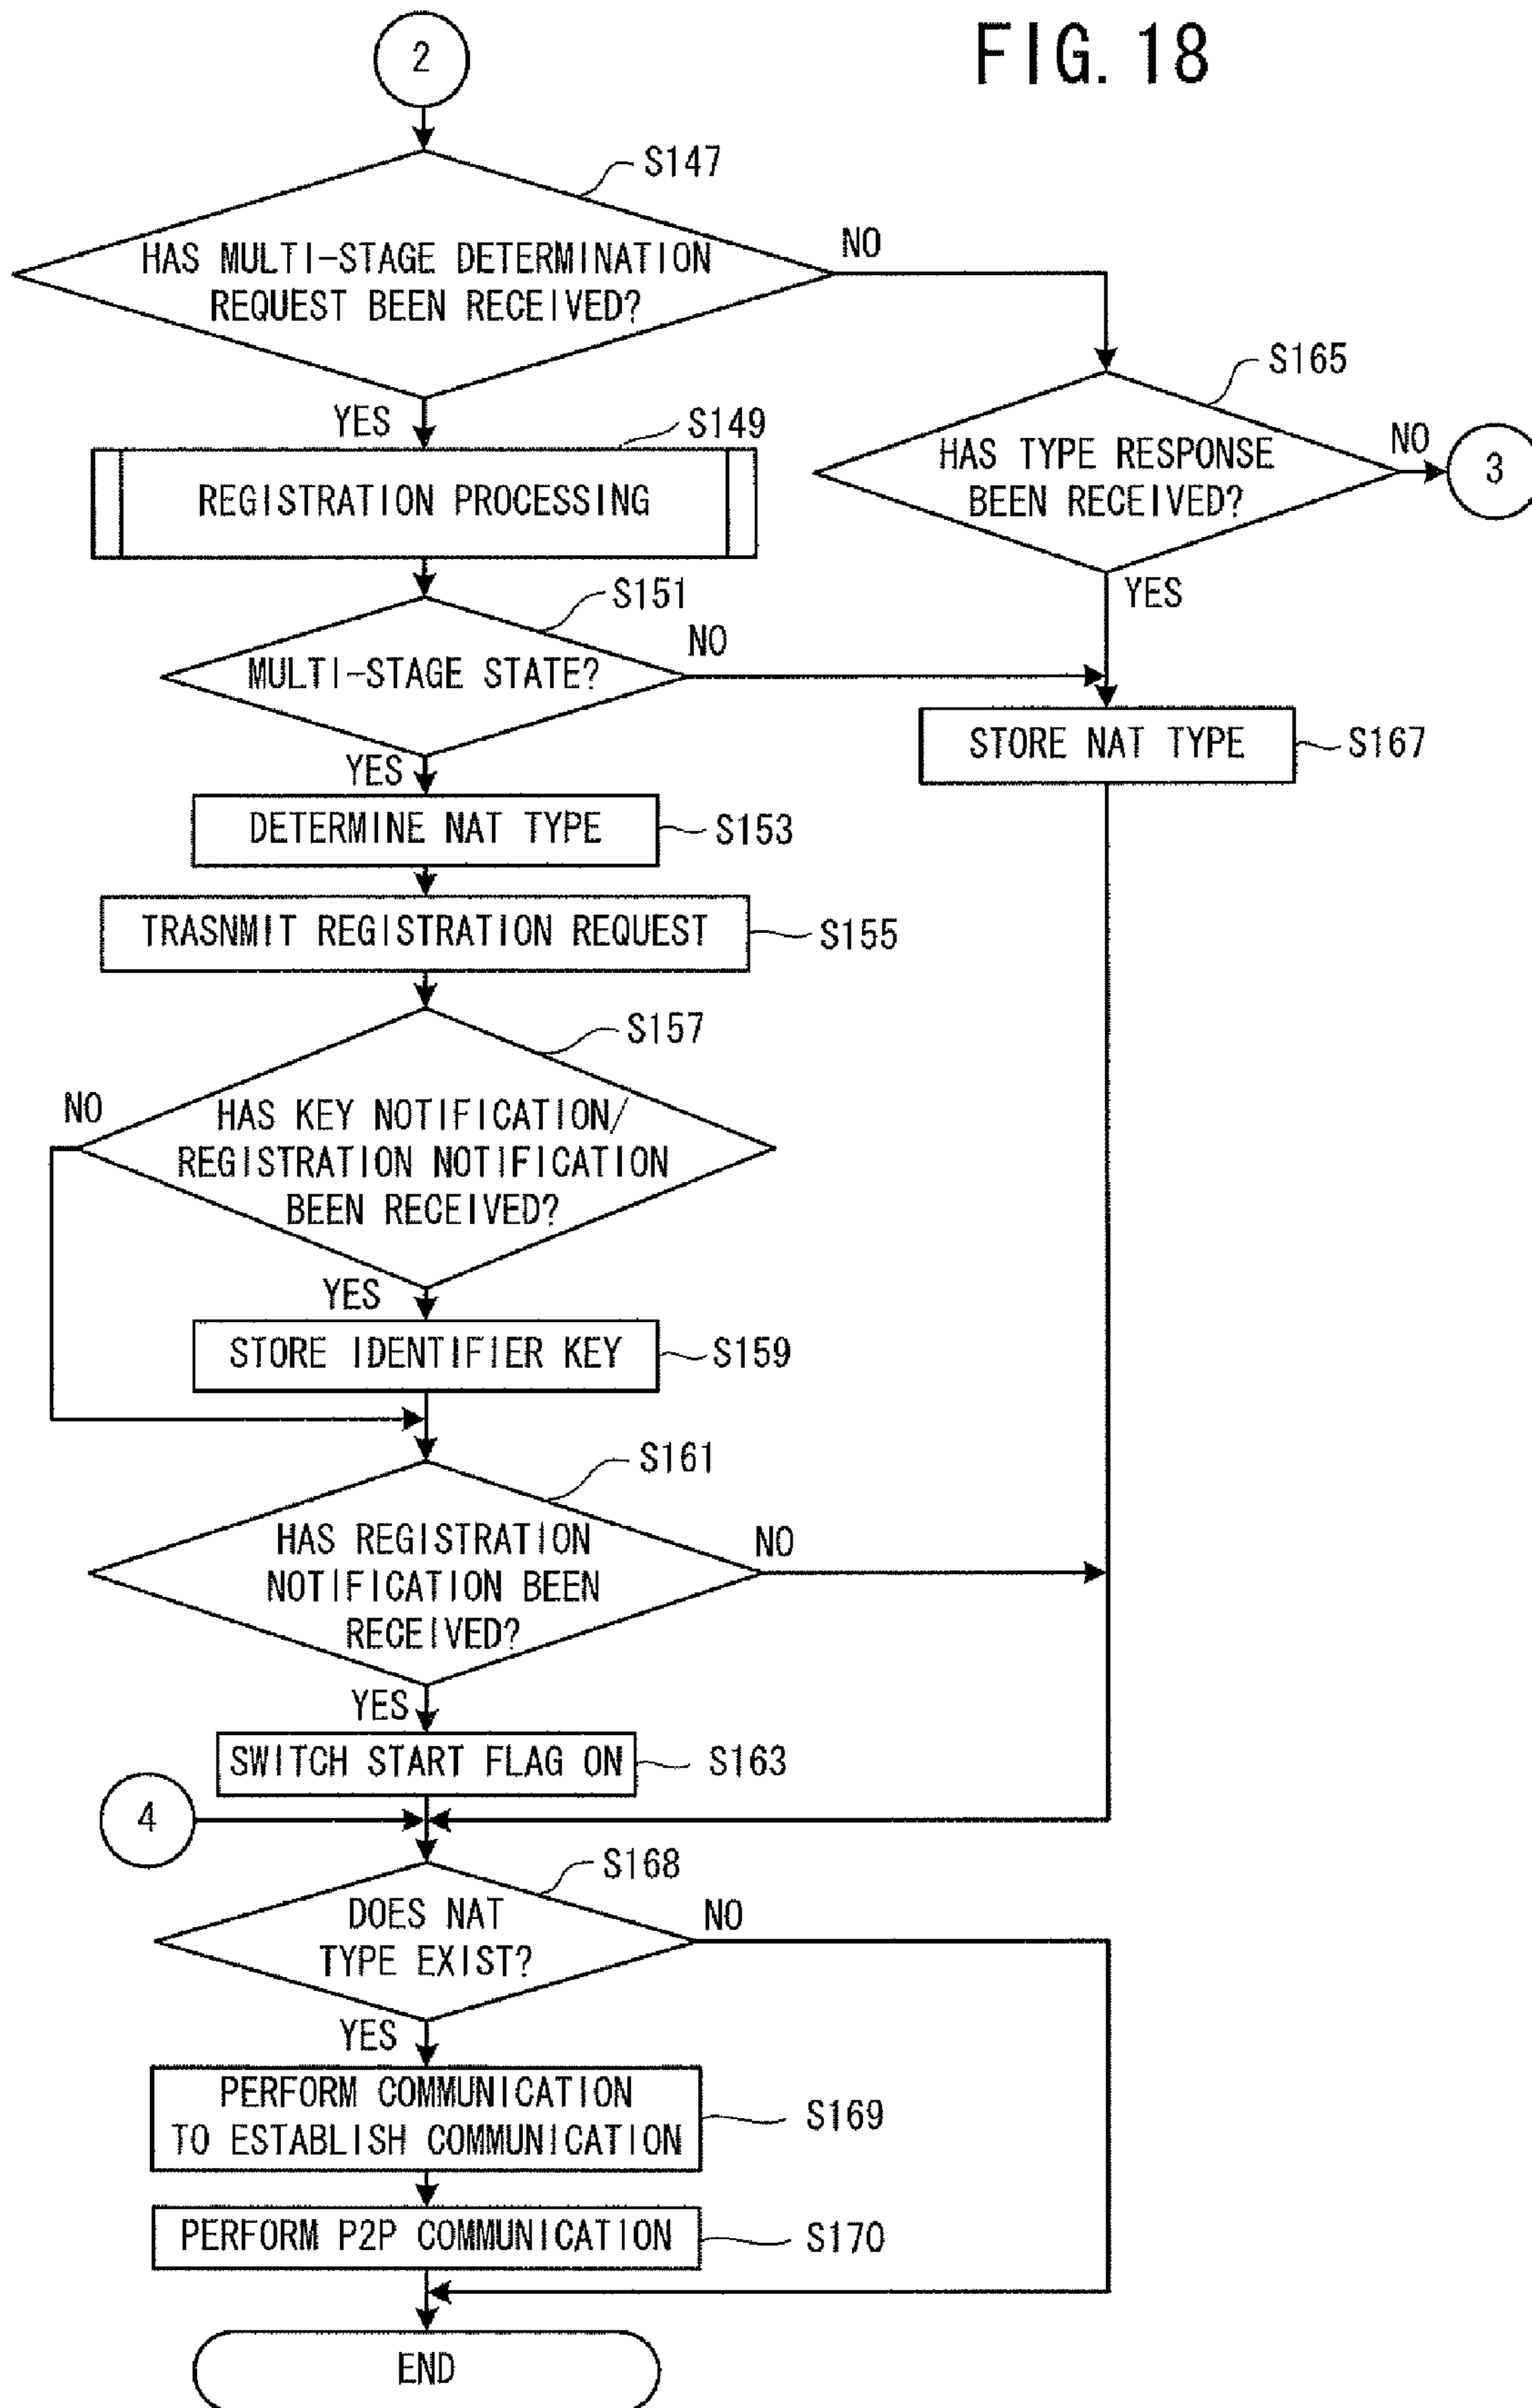 FIG. 18
2
S147
HAS MULTI-STAGE DETERMINATION
REQUEST BEEN RECEIVED?
NO
YES
S165
HAS TYPE RESPONSE
BEEN RECEIVED?
NO
3
YES
S149
REGISTRATION PROCESSING
S151
MULTI-STAGE STATE?
NO
YES
STORE NAT TYPE
S167
DETERMINE NAT TYPE
S153
TRASNMIT REGISTRATION REQUEST
S155
S157
NO
HAS KEY NOTIFICATION/
REGISTRATION NOTIFICATION
BEEN RECEIVED?
YES
STORE IDENTIFIER KEY
S159
S161
HAS REGISTRATION
NOTIFICATION BEEN
RECEIVED?
NO
YES
SWITCH START FLAG ON
S163
4
S168
DOES NAT
TYPE EXIST?
NO
YES
PERFORM COMMUNICATION
TO ESTABLISH COMMUNICATION
S169
PERFORM P2P COMMUNICATION
S170
END